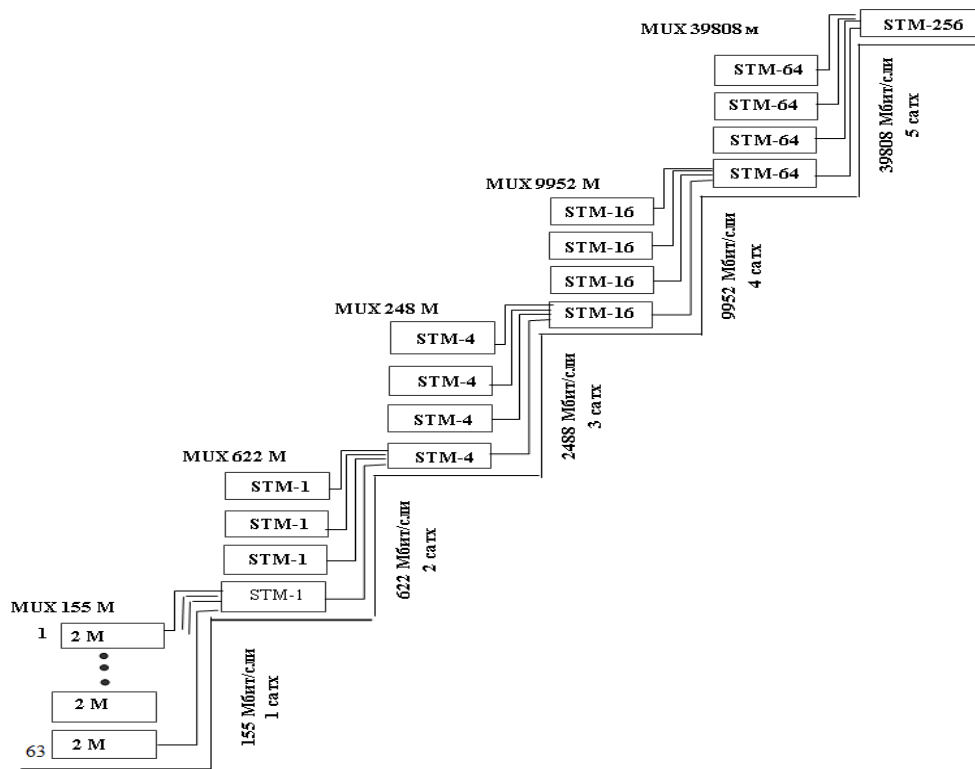 MUX 39808 м
STM-256
STM-64
STM-64
STM-64
STM-64
39808 Мбит/сли
5 сатх
MUX 9952 М
STM-16
STM-16
STM-16
STM-16
9952 Мбит/сли
4 сатх
MUX 248 М
STM-4
STM-4
STM-4
STM-4
2488 Мбит/сли
3 сатх
MUX 622 М
STM-1
STM-1
STM-1
STM-1
622 Мбит/сли
2 сатх
MUX 155 М
1 2 М
2 М
63 2 М
155 Мбит/сли
1 сатх